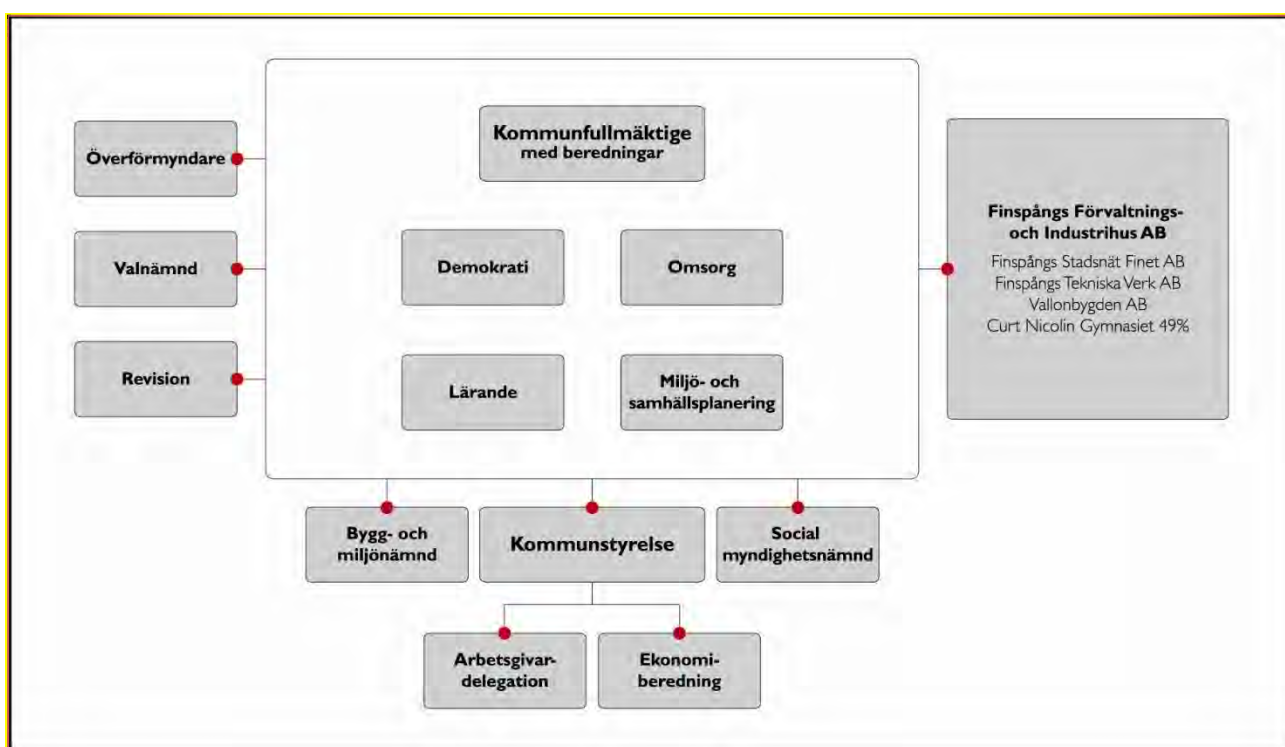 Kommunfullmäktige
med beredningar
Överförmyndare
Valnämnd
Revision
Demokrati
Omsorg
Lärande
Miljö- och
samhällsplanering
Finspångs Förvaltnings-
och Industrihus AB
Finspångs Stadsnät Finet AB
Finspångs Tekniska Verk AB
Vallonbygden AB
Curt Nicolin Gymnasiet 49%
Bygg- och
miljönämnd
Kommunstyrelse
Social
myndighetsnämnd
Arbetsgivar-
delegation
Ekonomi-
beredning